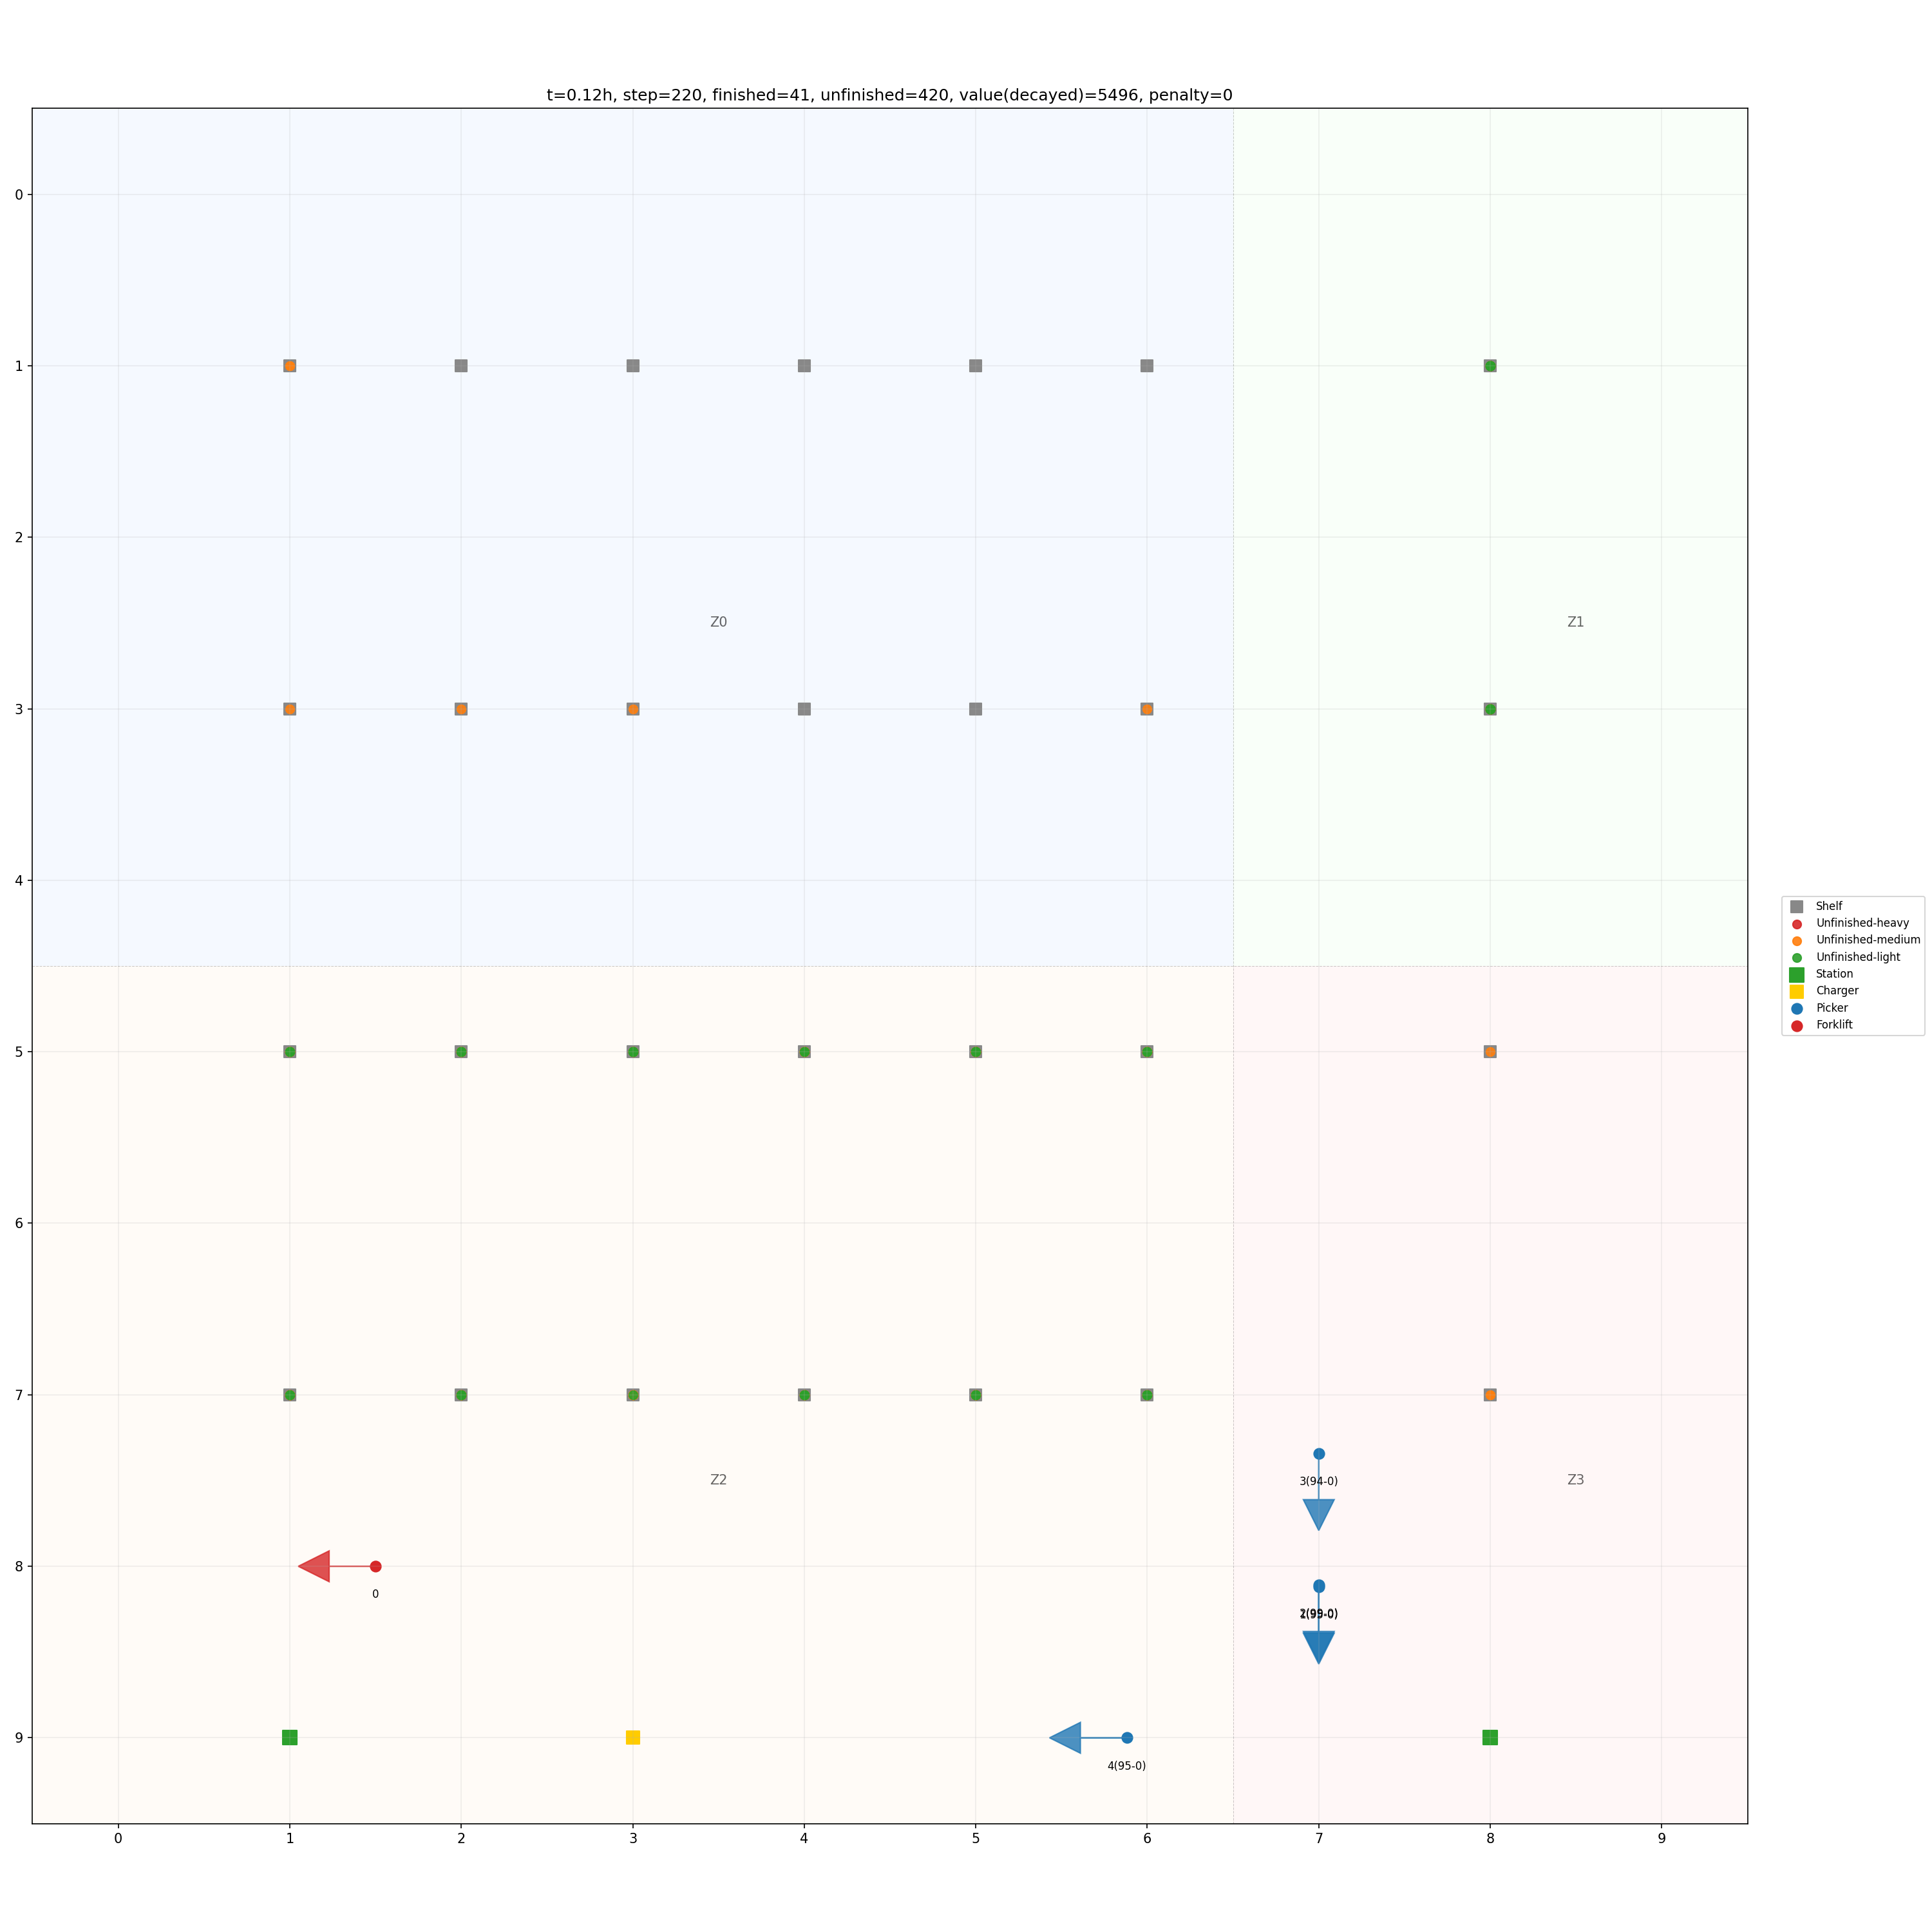 t=0.12h, step=220, finished=41, unfinished=420, value(decayed)=5496, penalty=0
0
1
2
Z0
Z1
3
4
Shelf
Unfinished-heavy
Unfinished-medium
Unfinished-light
Station
Charger
Picker
Forklift
5
6
7
Z2
Z3
3(94-0)
8
0
9
4(95-0)
0
1
2
3
4
5
6
7
8
9